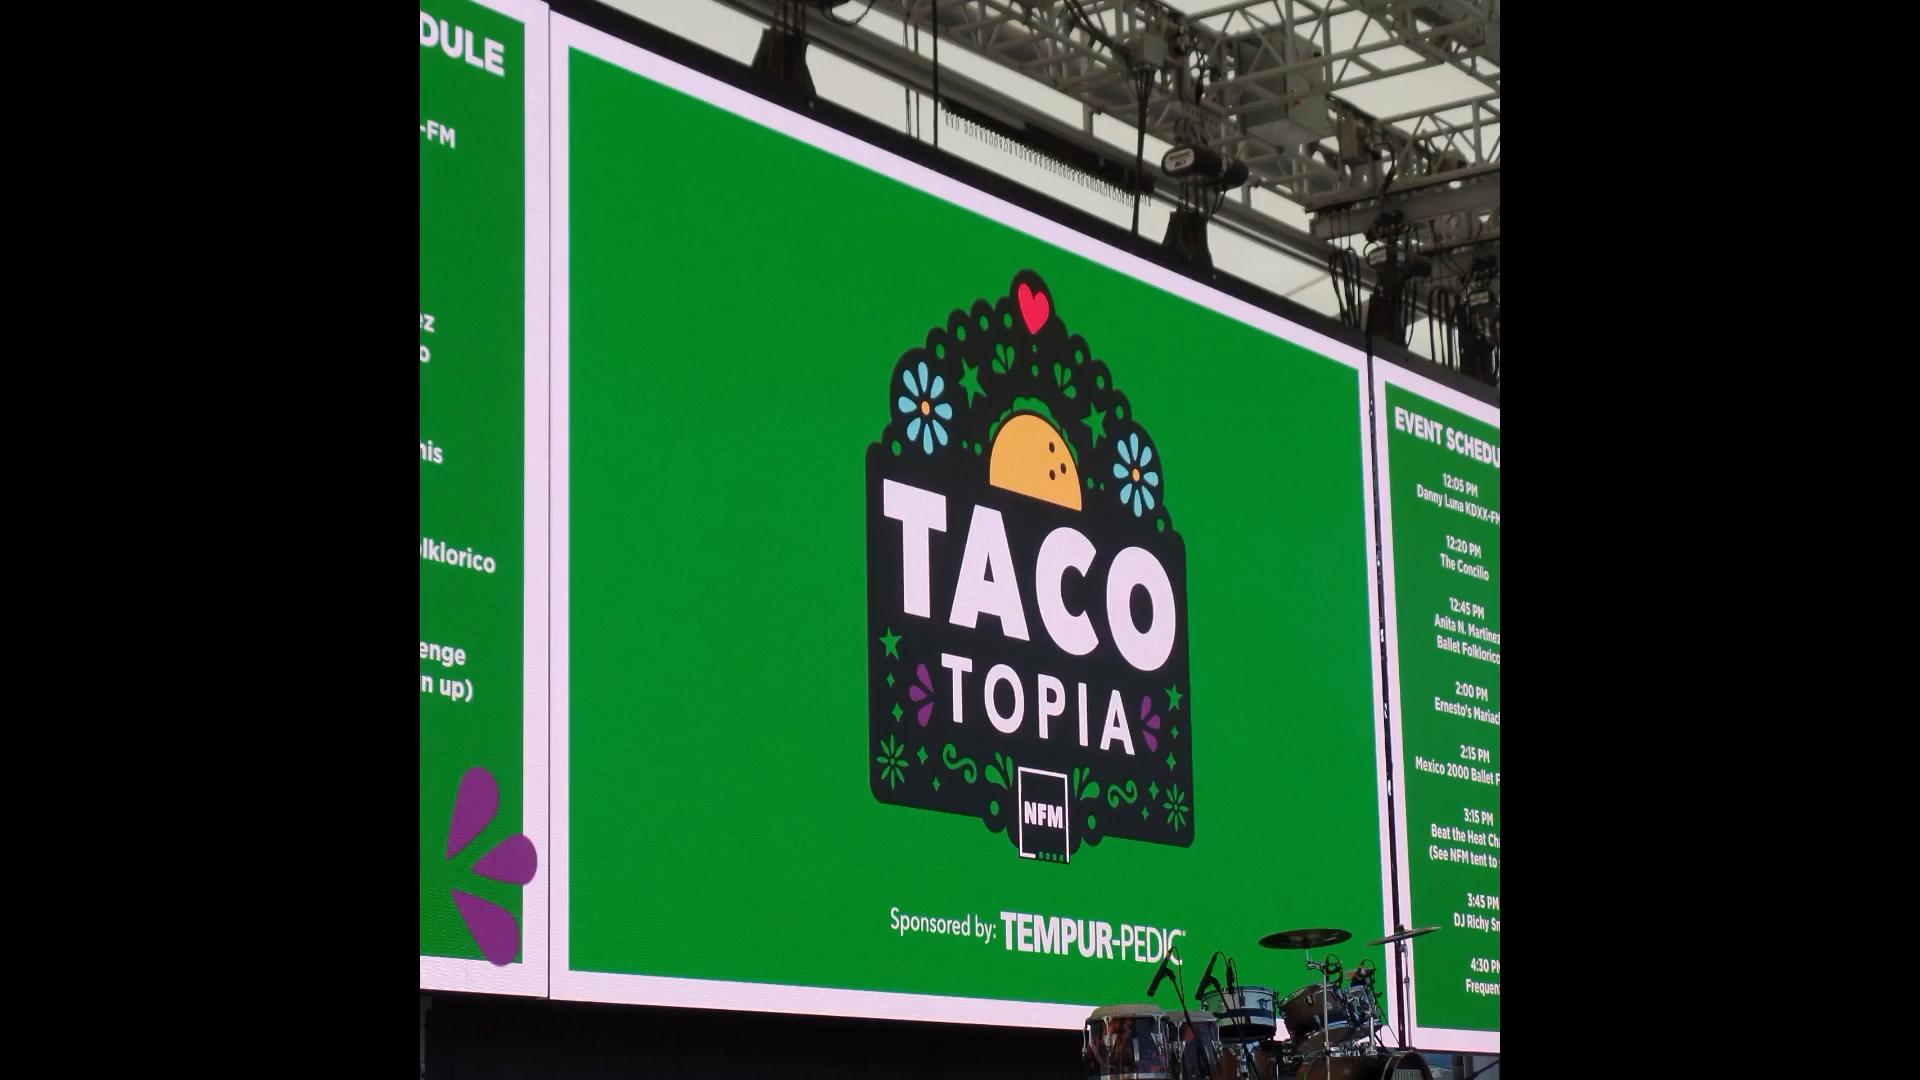 DULE
-FM
ez
o
nis
olklorico
enge
n up)
TACO
TOPIA
NFM
Sponsored by: TEMPUR-PEDIC
EVENT SCHEDU
12:05 PM
Danny Luna KDXX-FM
12:20 PM
The Concilio
12:45 PM
Anita N. Martinez
Ballet Folklorico
2:00 PM
Ernesto's Mariac
2:15 PM
Mexico 2000 Ballet F
3:15 PM
Beat the Heat Ch
(See NFM tent to
3:45 PM
DJ Richy S
4:30 PM
Frequen